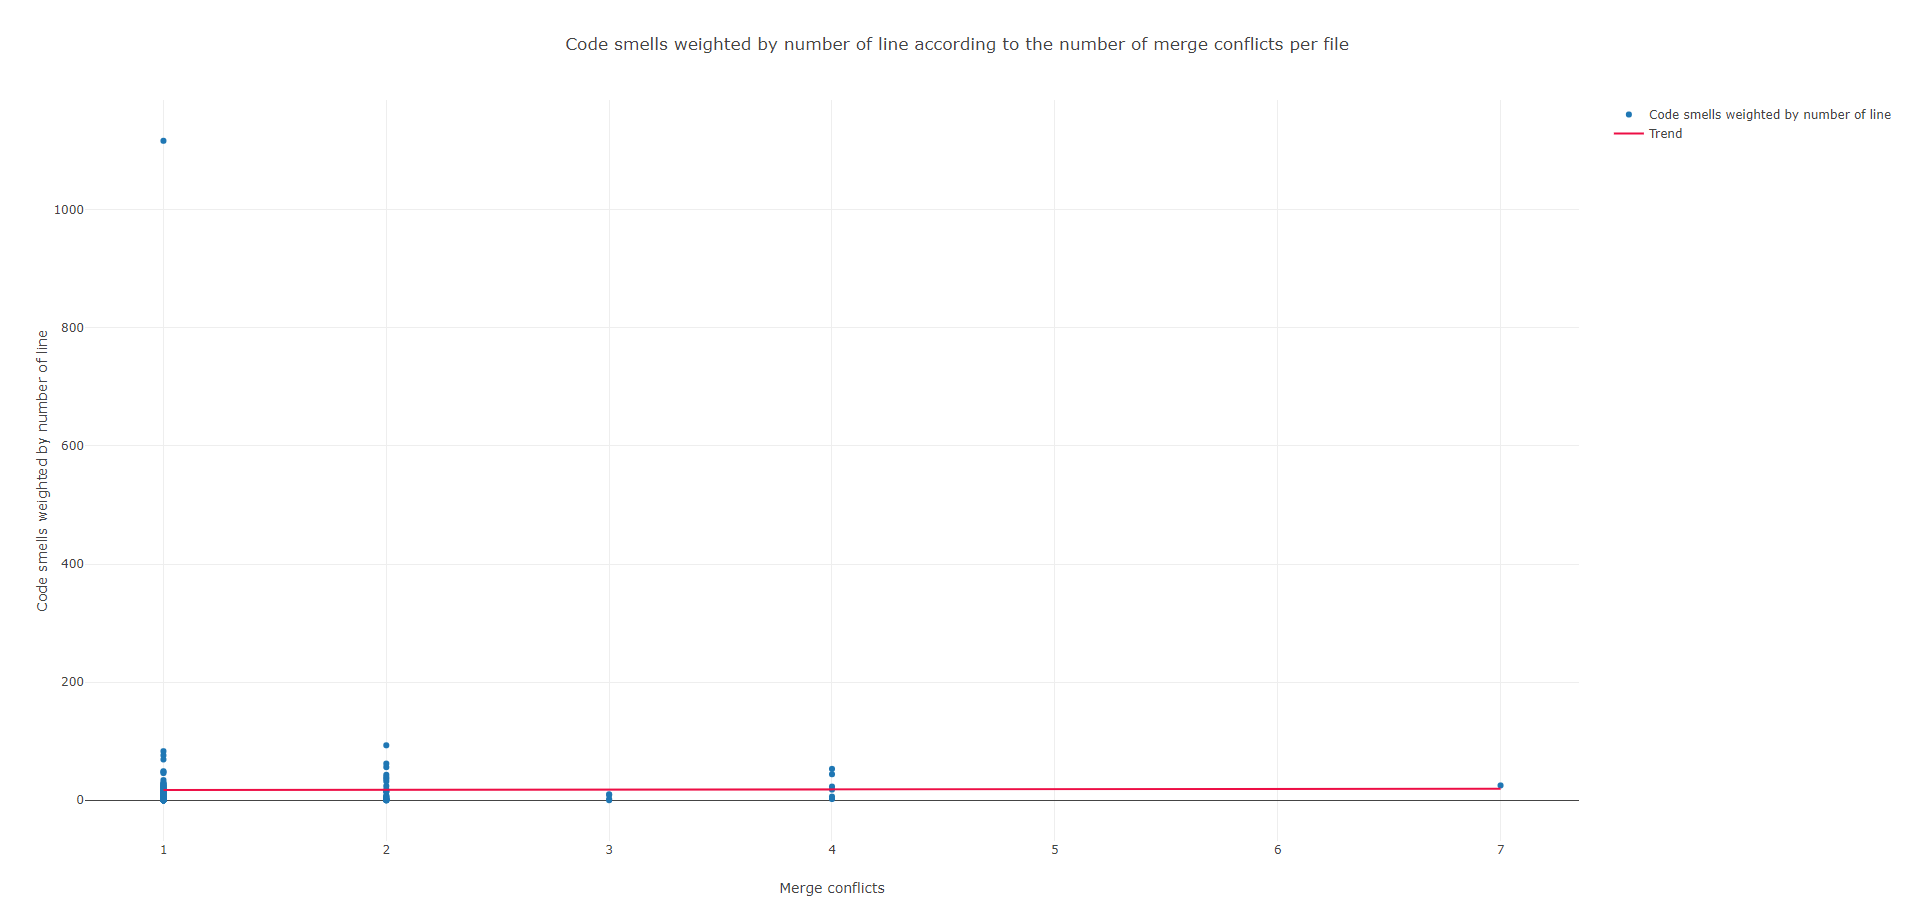 Code smells weighted by number of line according to the number of merge conflicts per file
Code smells weighted by number of line
Trend
Code smells weighted by number of line
1000
800
600
400
200
0
1 2 3 4 5 6 7
Merge conflicts